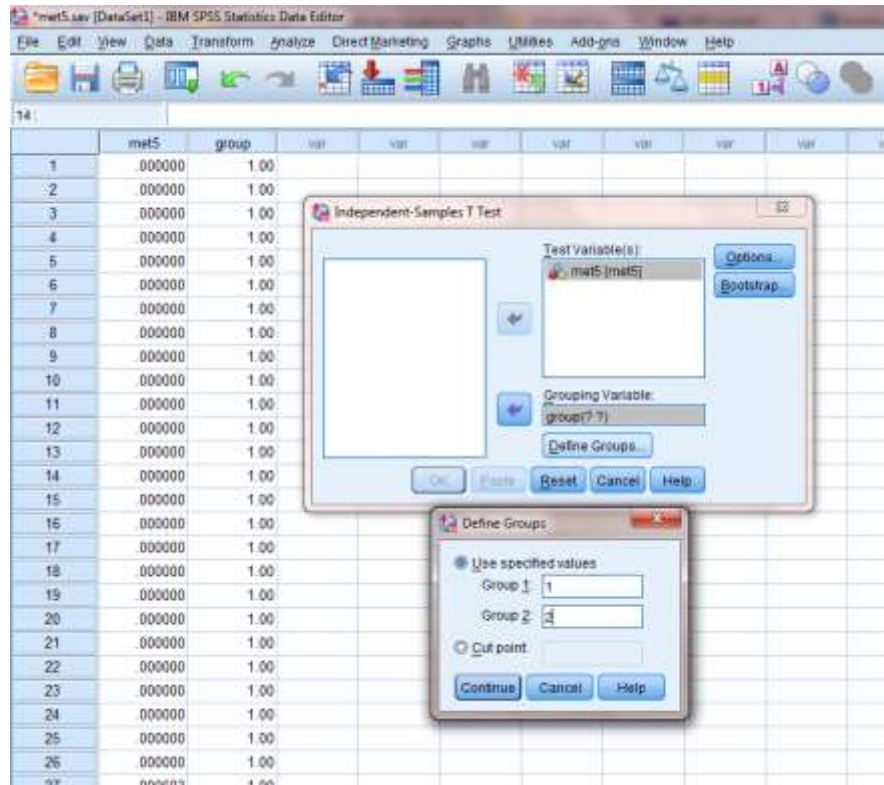 *met5.sav [DataSet1] - IBM SPSS Statistics Data Editor
File Edit View Data Transform Analyze Direct Marketing Graphs Utilities Add-ons Window Help
14 :
met5 group var var var var var var var
1 .000000 1.00
2 .000000 1.00
3 .000000 1.00
4 .000000 1.00
5 .000000 1.00
6 .000000 1.00
7 .000000 1.00
8 .000000 1.00
9 .000000 1.00
10 .000000 1.00
11 .000000 1.00
12 .000000 1.00
13 .000000 1.00
14 .000000 1.00
15 .000000 1.00
16 .000000 1.00
17 .000000 1.00
18 .000000 1.00
19 .000000 1.00
20 .000000 1.00
21 .000000 1.00
22 .000000 1.00
23 .000000 1.00
24 .000000 1.00
25 .000000 1.00
26 .000000 1.00
27 1.00
Independent-Samples T Test
Test Variable(s):
met5 [met5]
Options...
Bootstrap...
Grouping Variable:
group(? ?)
Define Groups...
OK Paste Reset Cancel Help
Define Groups
Use specified values
Group 1: 1
Group 2: 2
Cut point:
Continue Cancel Help